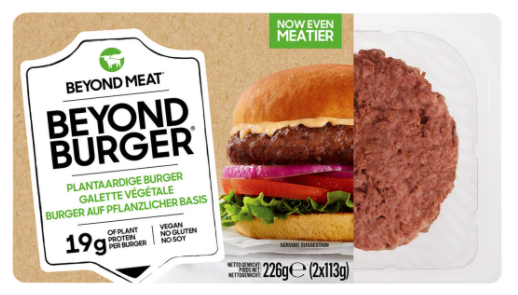 NOW EVEN
MEATIER
BEYOND MEAT
BEYOND
BURGER®
PLANTAARDIGE BURGER
GALETTE VÉGÉTALE
BURGER AUF PFLANZLICHER BASIS
19g OF PLANT PROTEIN PER BURGER
VEGAN
NO GLUTEN
NO SOY
SERVING SUGGESTION
NETTO GEWICHT:
POIDS NET:
NETTOGEWICHT:
226g℮ (2x113g)